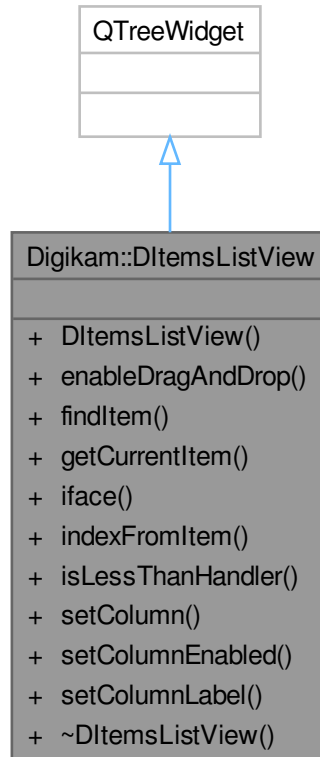 QTreeWidget
Digikam::DItemsListView
+ DItemsListView()
+ enableDragAndDrop()
+ findItem()
+ getCurrentItem()
+ iface()
+ indexFromItem()
+ isLessThanHandler()
+ setColumn()
+ setColumnEnabled()
+ setColumnLabel()
+ ~DItemsListView()